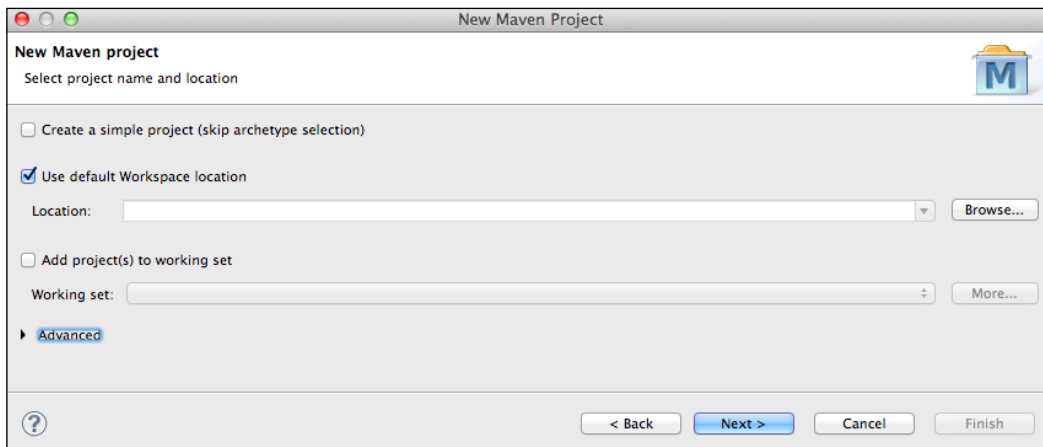 New Maven Project
New Maven project
Select project name and location
M
Create a simple project (skip archetype selection)
Use default Workspace location
Location:
Browse...
Add project(s) to working set
Working set:
More...
Advanced
?
< Back
Next >
Cancel
Finish